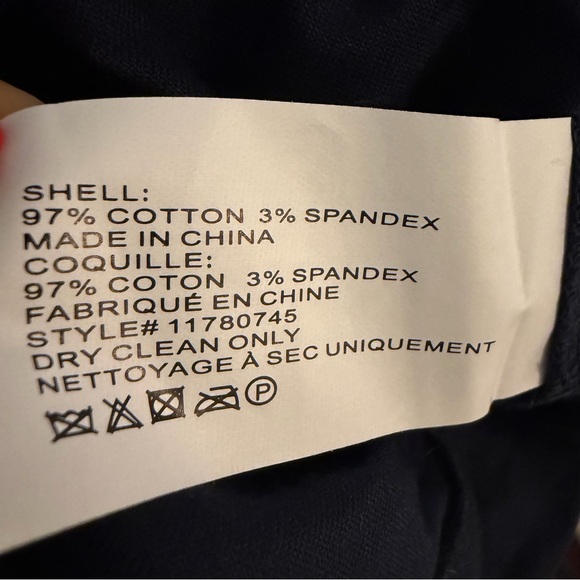 SHELL:
97% COTTON 3% SPANDEX
MADE IN CHINA
COQUILLE:
97% COTON 3% SPANDEX
FABRIQUÉ EN CHINE
STYLE# 11780745
DRY CLEAN ONLY
NETTOYAGE À SEC UNIQUEMENT
P